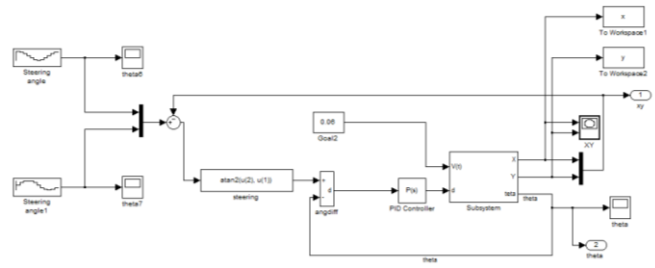 x
To Workspace1
y
To Workspace2
Steering
angle
theta6
1
xy
0.06
Goal2
XY
atan2(u(2), u(1))
steering
d
angdiff
P(s)
PID Controller
V(t)
d
X
Y
teta
Subsystem
theta
Steering
angle1
theta7
theta
theta
2
theta